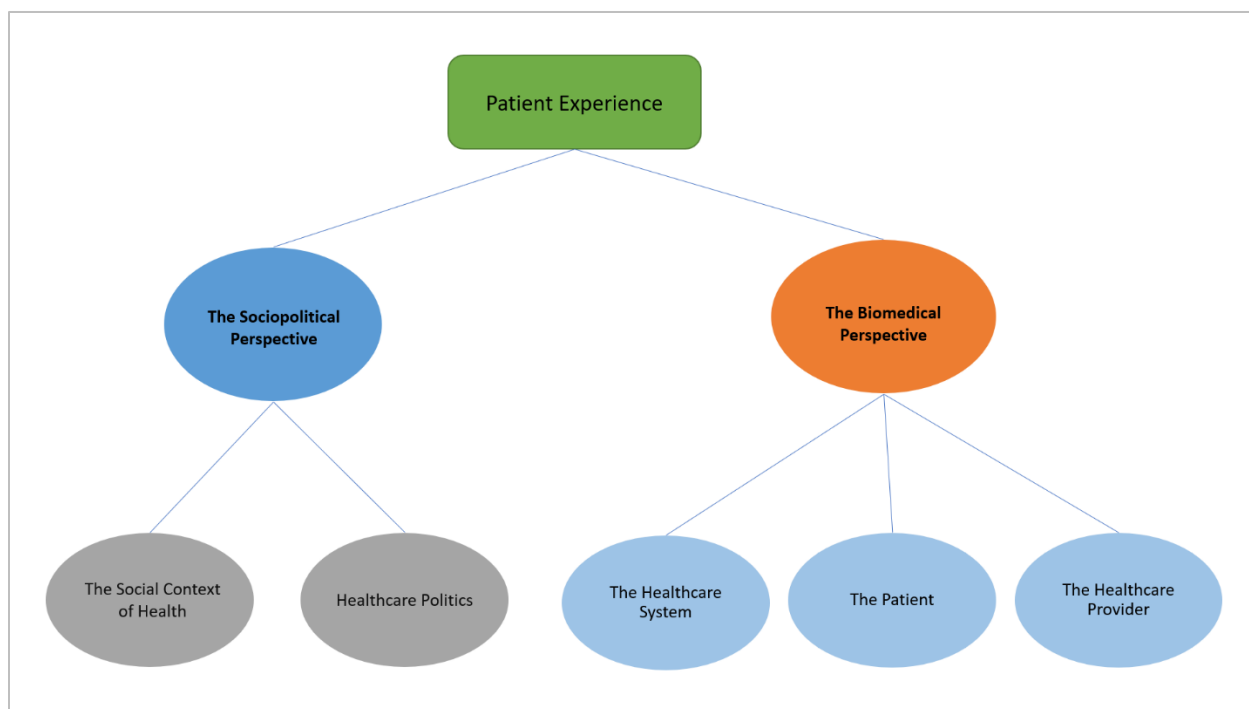 Patient Experience
The Sociopolitical
Perspective
The Biomedical
Perspective
The Social Context
of Health
Healthcare Politics
The Healthcare
System
The Patient
The Healthcare
Provider